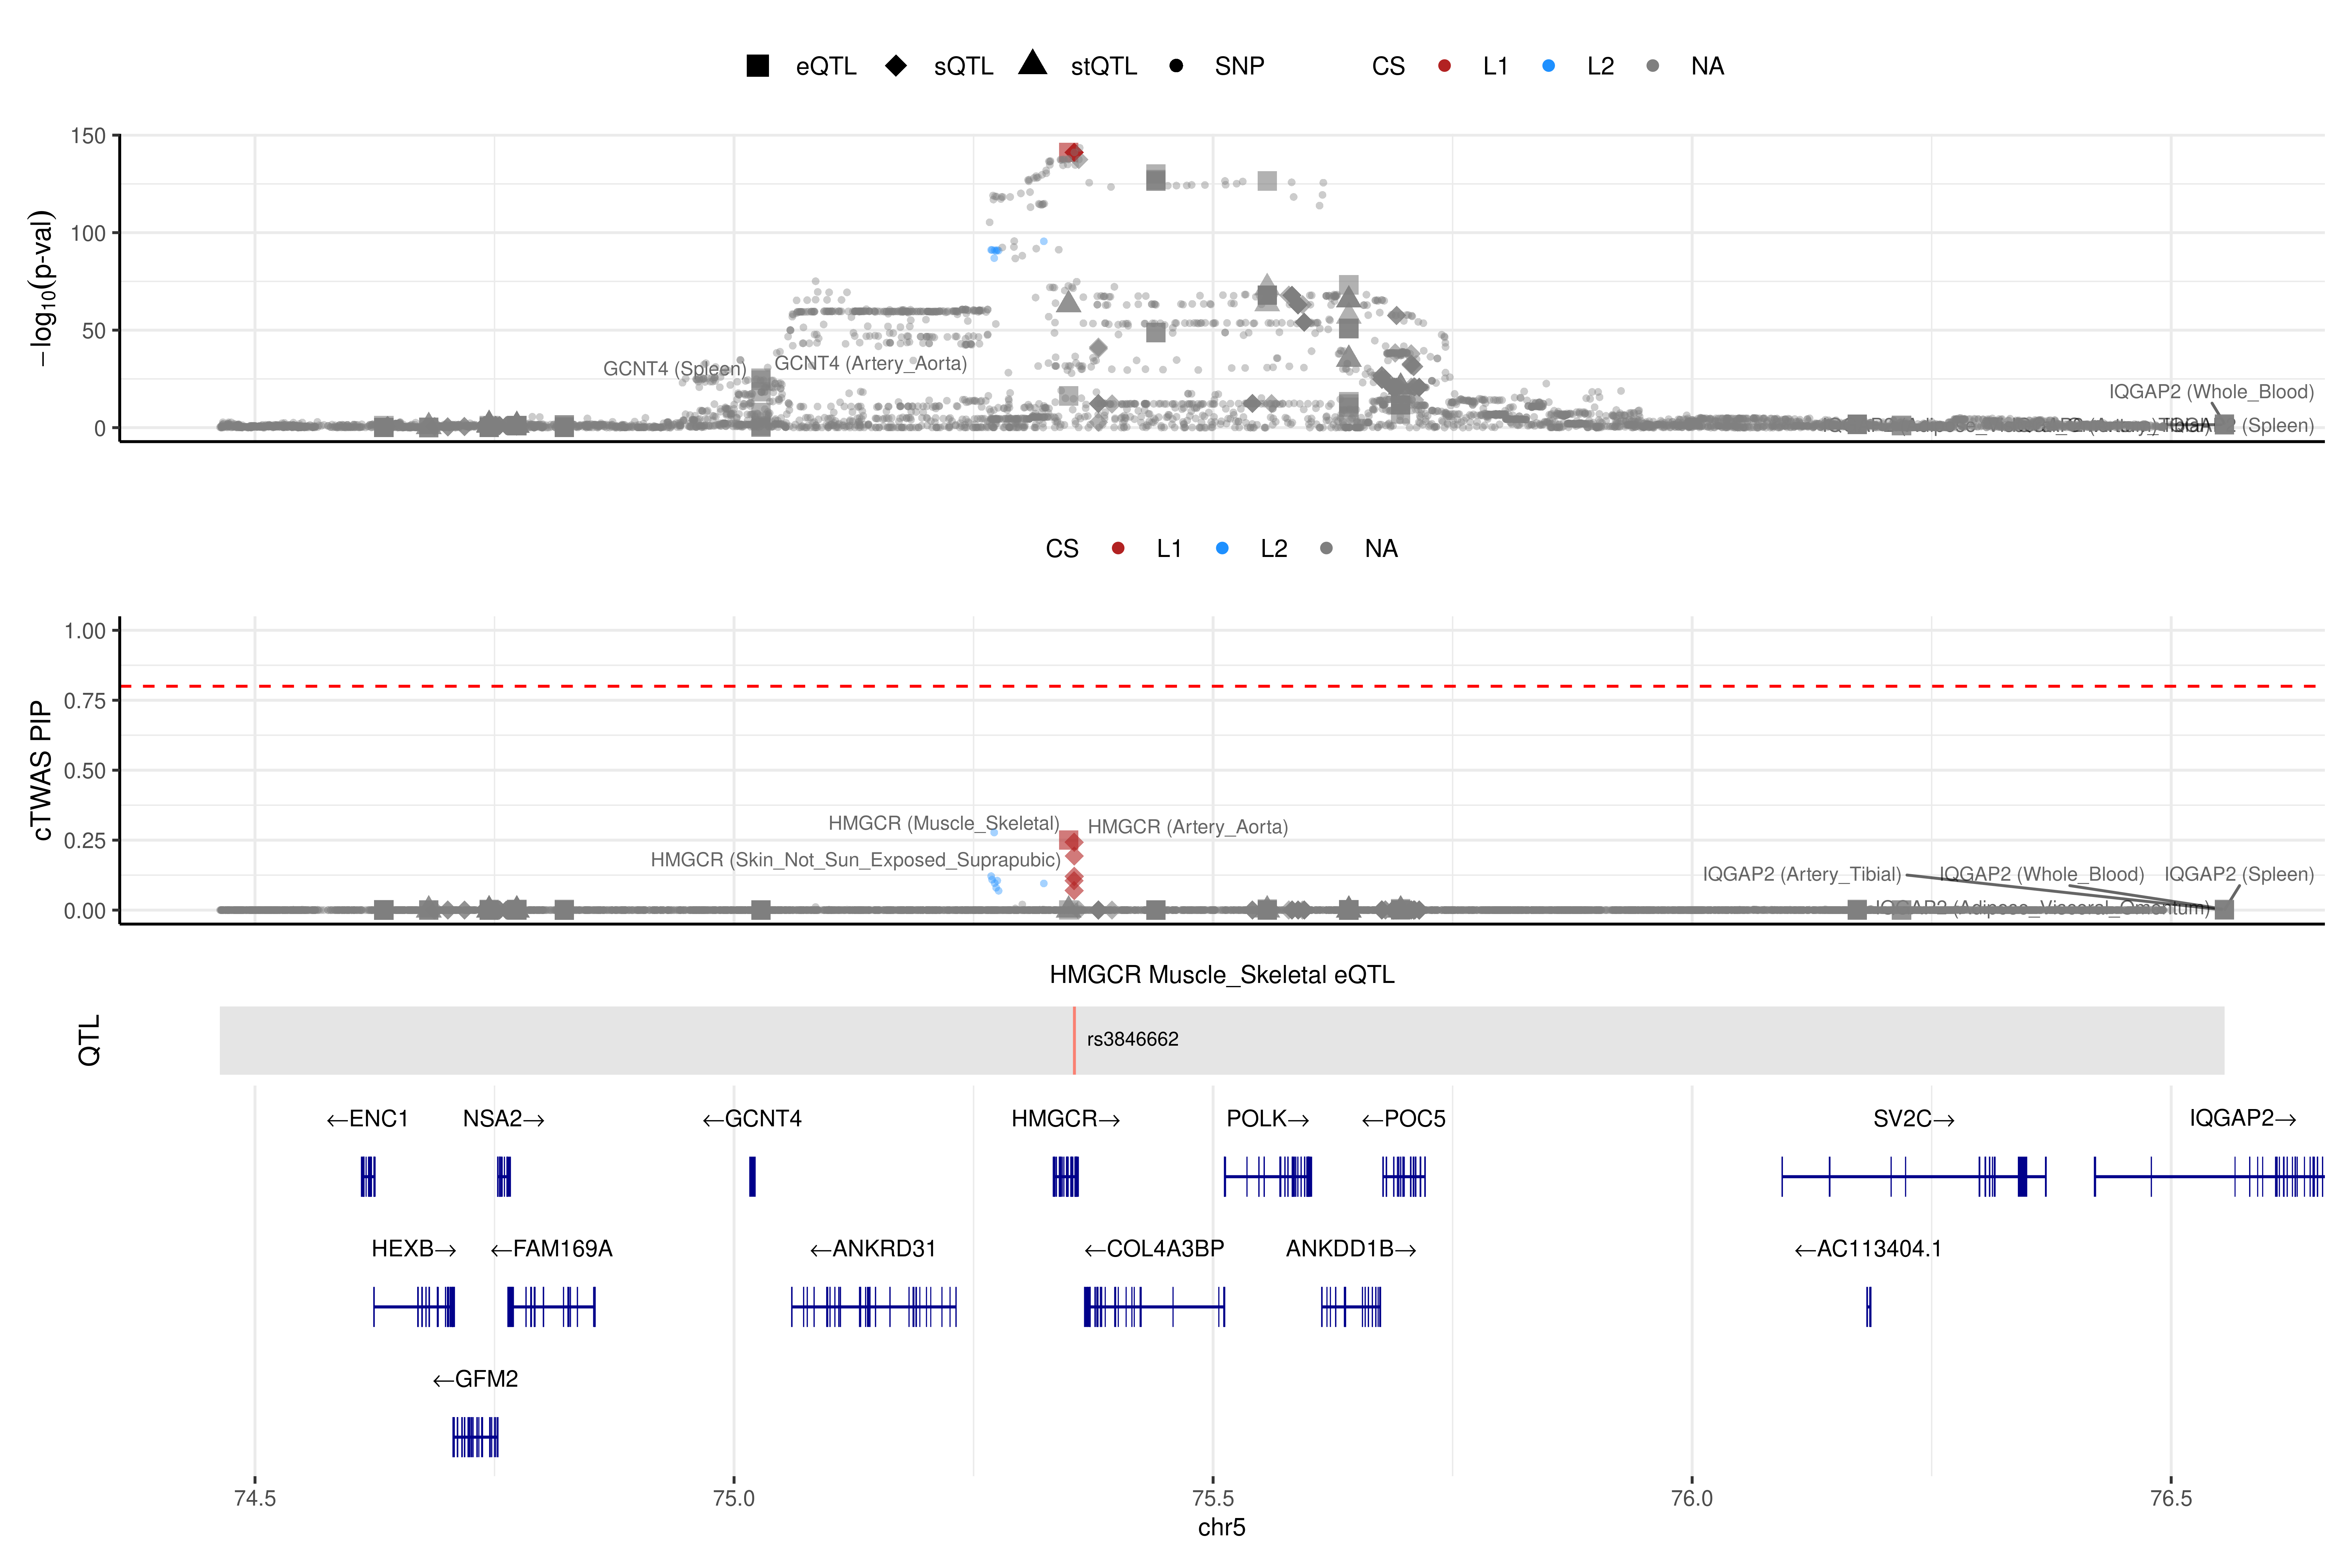 eQTL sQTL stQTL SNP CS L1 L2 NA
−log10(p-val)
150
100
50
0
GCNT4 (Spleen)
GCNT4 (Artery_Aorta)
IQGAP2 (Whole_Blood)
(Spleen)
CS L1 L2 NA
cTWAS PIP
1.00
0.75
0.50
0.25
0.00
HMGCR (Muscle_Skeletal)
HMGCR (Artery_Aorta)
HMGCR (Skin_Not_Sun_Exposed_Suprapubic)
IQGAP2 (Artery_Tibial)
IQGAP2 (Whole_Blood)
IQGAP2 (Spleen)
IQGAP2 (Adipose_Visceral_Omentum)
HMGCR Muscle_Skeletal eQTL
QTL
rs3846662
←ENC1 NSA2→ ←GCNT4 HMGCR→ POLK→ ←POC5 SV2C→ IQGAP2→
HEXB→ ←FAM169A ←ANKRD31 ←COL4A3BP ANKDD1B→ ←AC113404.1
←GFM2
74.5 75.0 75.5 76.0 76.5
chr5